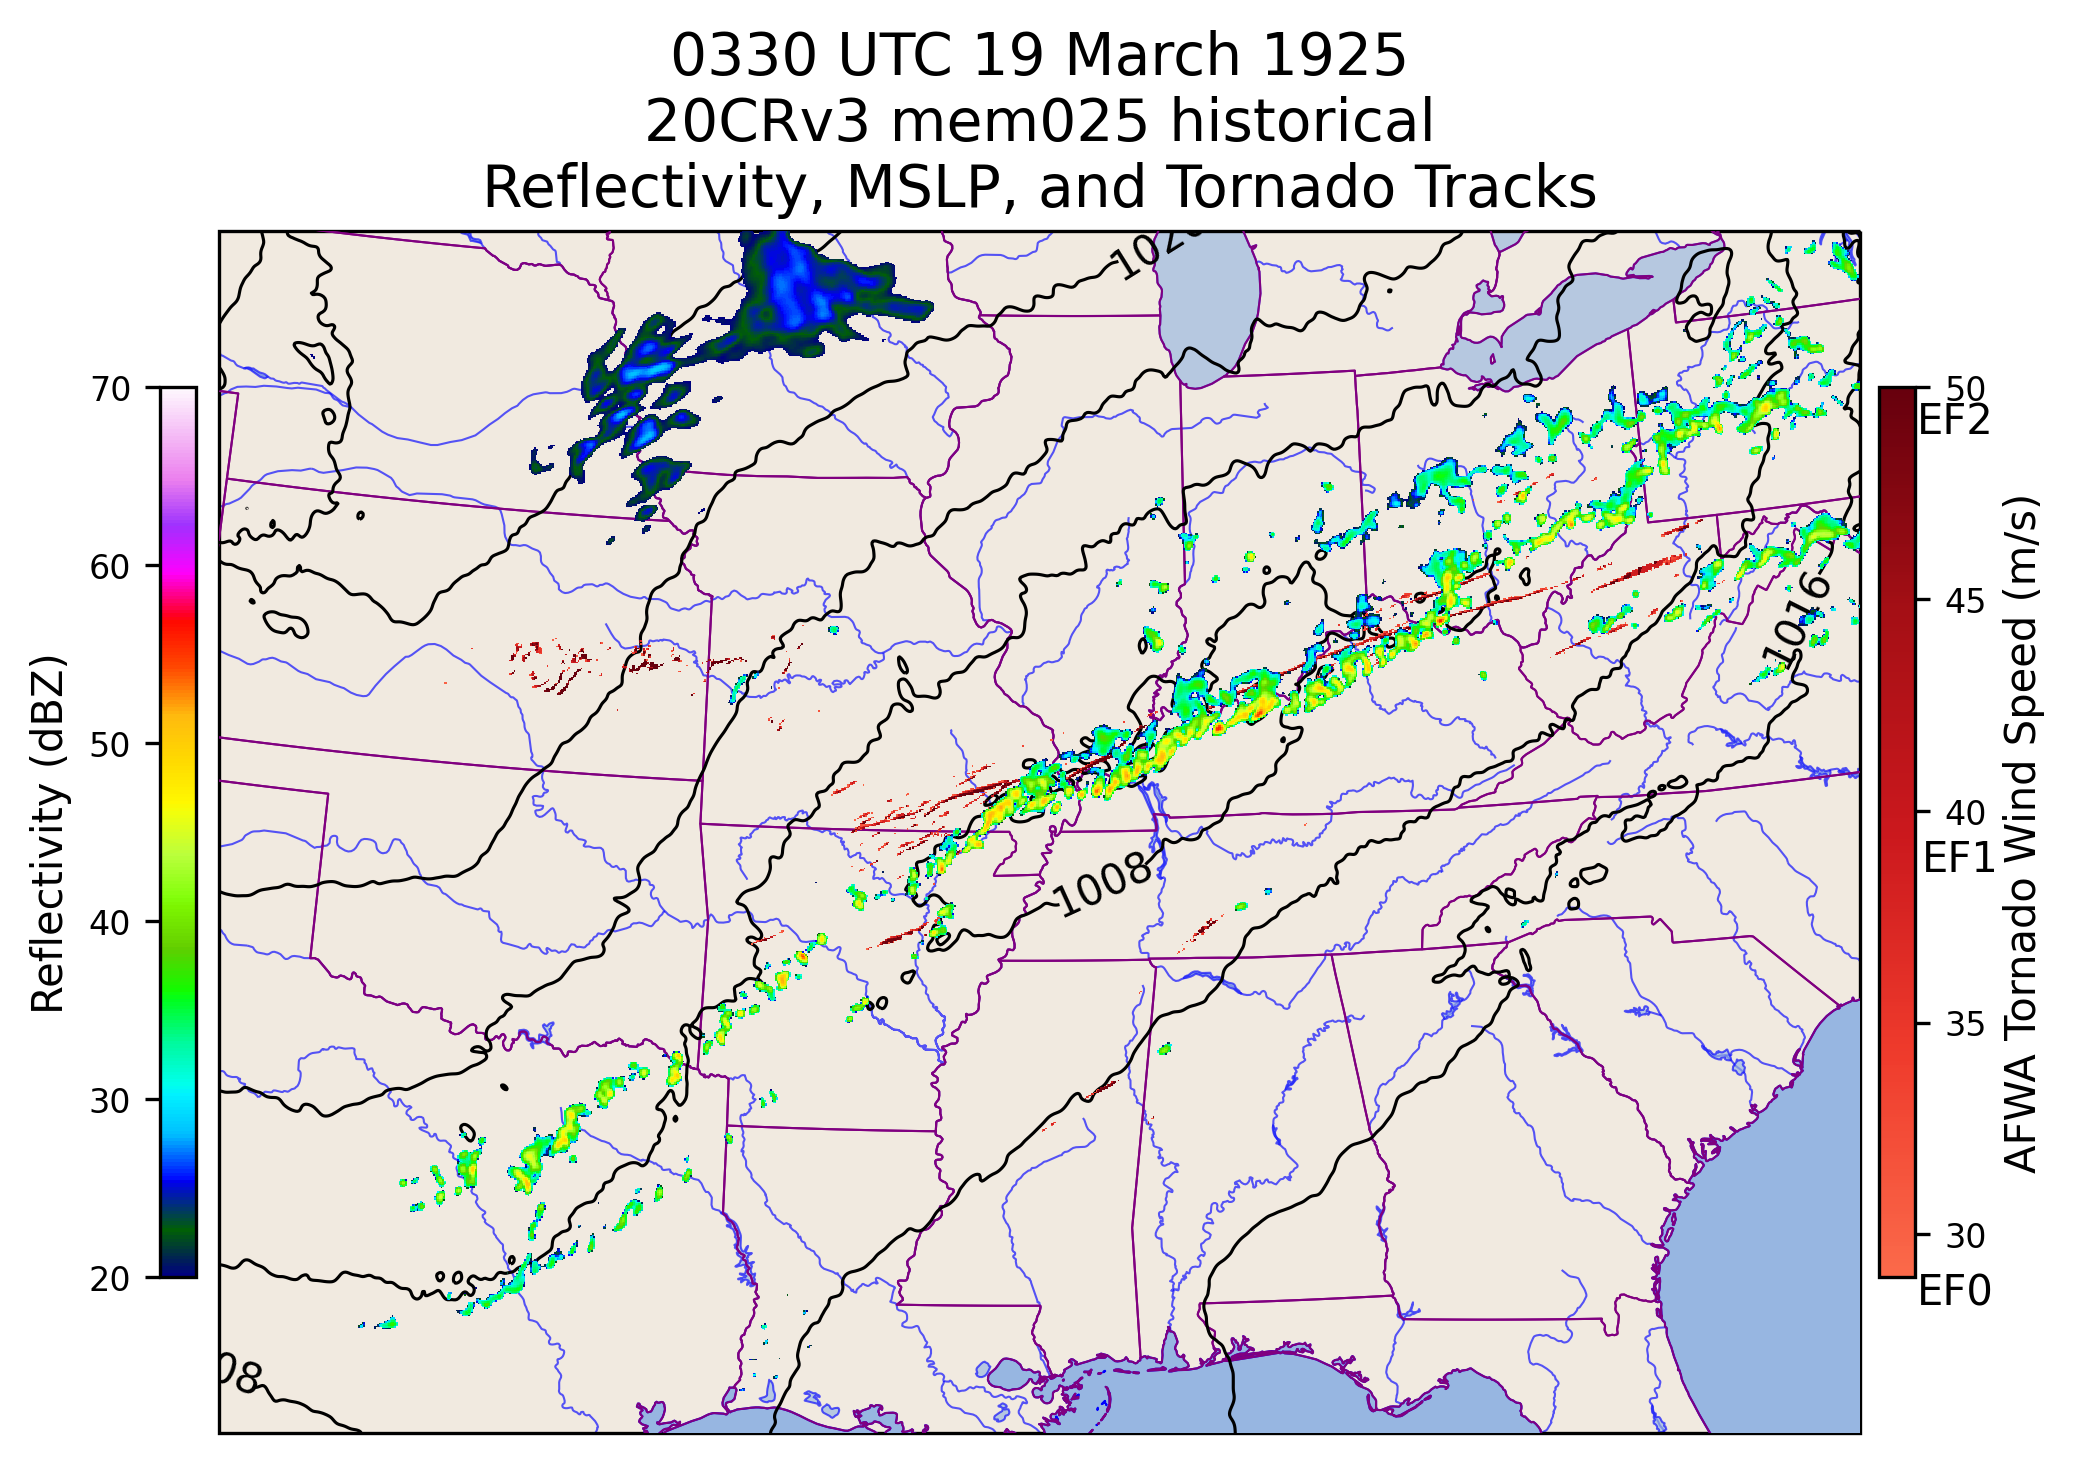 0330 UTC 19 March 1925
20CRv3 mem025 historical
Reflectivity, MSLP, and Tornado Tracks
70
60
50
40
30
20
Reflectivity (dBZ)
1016
1008
08
50
EF2
45
40
EF1
35
30
EF0
AFWA Tornado Wind Speed (m/s)